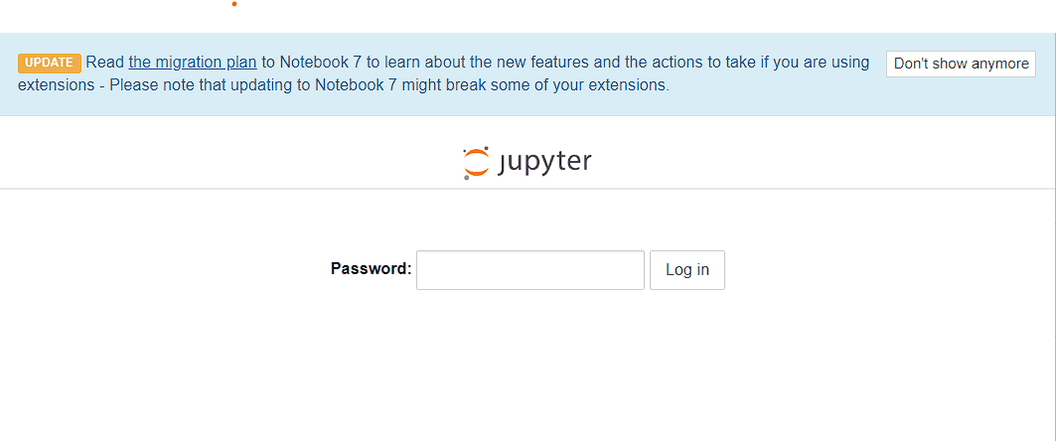 UPDATE Read the migration plan to Notebook 7 to learn about the new features and the actions to take if you are using
extensions - Please note that updating to Notebook 7 might break some of your extensions.
Don't show anymore
jupyter
Password:
Log in